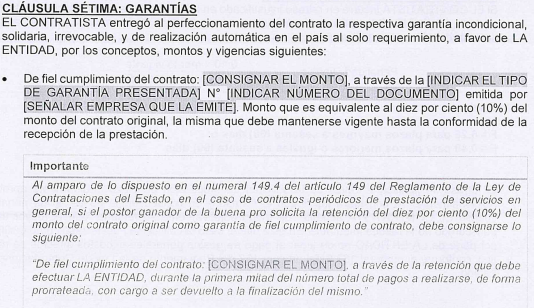 CLÁUSULA SÉTIMA: GARANTÍAS
EL CONTRATISTA entregó al perfeccionamiento del contrato la respectiva garantía incondicional,
solidaria, irrevocable, y de realización automática en el país al solo requerimiento, a favor de LA
ENTIDAD, por los conceptos, montos y vigencias siguientes:
• De fiel cumplimiento del contrato: [CONSIGNAR EL MONTO], a través de la [INDICAR EL TIPO
DE GARANTÍA PRESENTADA] N° [INDICAR NÚMERO DEL DOCUMENTO] emitida por
[SEÑALAR EMPRESA QUE LA EMITE]. Monto que es equivalente al diez por ciento (10%) del
monto del contrato original, la misma que debe mantenerse vigente hasta la conformidad de la
recepción de la prestación.
Importante
Al amparo de lo dispuesto en el numeral 149.4 del artículo 149 del Reglamento de la Ley de
Contrataciones del Estado, en el caso de contratos periódicos de prestación de servicios en
general, si el postor ganador de la buena pro solicita la retención del diez por ciento (10%) del
monto del contrato original como garantía de fiel cumplimiento de contrato, debe consignarse lo
siguiente:
"De fiel cumplimiento del contrato: [CONSIGNAR EL MONTO], a través de la retención que debe
efectuar LA ENTIDAD, durante la primera mitad del número total de pagos a realizarse, de forma
prorrateada, con cargo a ser devuelto a la finalización del mismo."